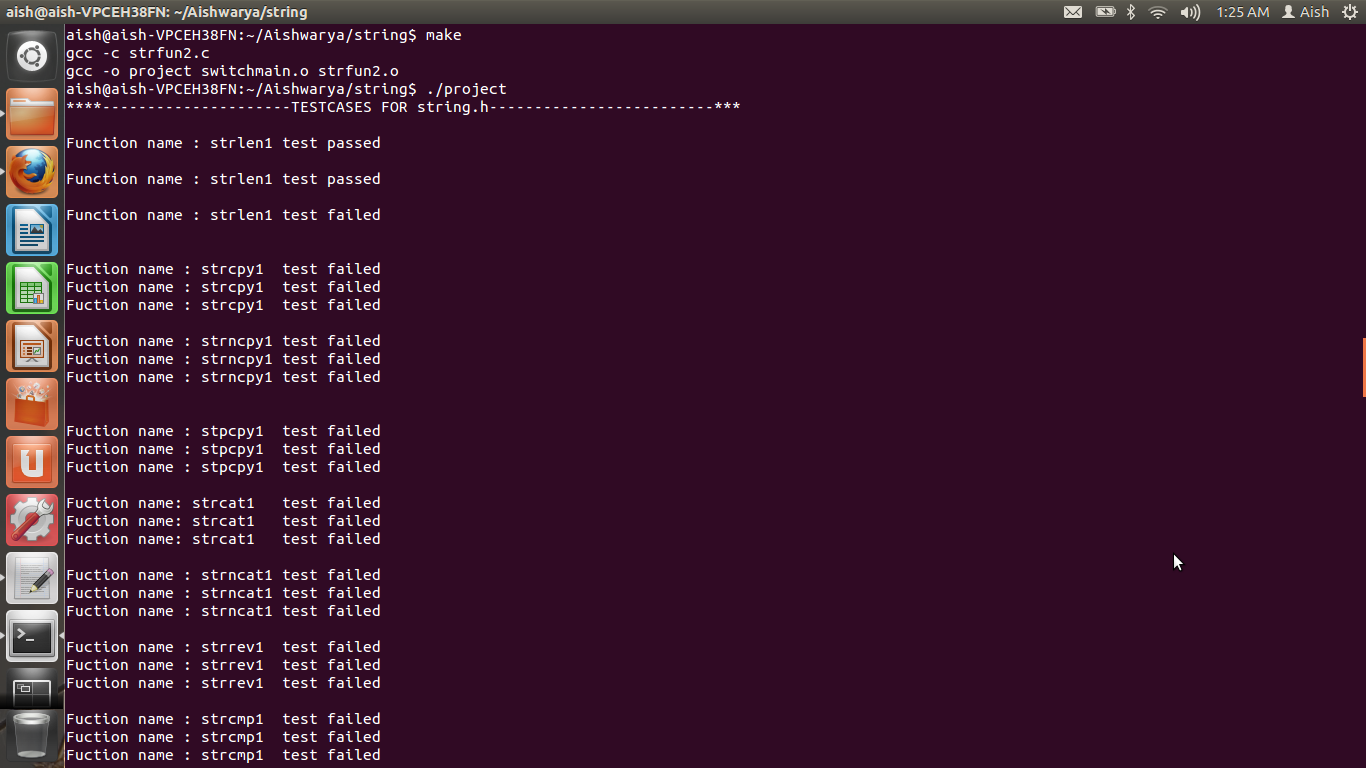 aish@aish-VPCEH38FN: ~/Aishwarya/string 1:25 AM Aish
aish@aish-VPCEH38FN:~/Aishwarya/string$ make
gcc -c strfun2.c
gcc -o project switchmain.o strfun2.o
aish@aish-VPCEH38FN:~/Aishwarya/string$ ./project
****---------------------TESTCASES FOR string.h-------------------------***
Function name : strlen1 test passed
Function name : strlen1 test passed
Function name : strlen1 test failed
Fuction name : strcpy1  test failed
Fuction name : strcpy1  test failed
Fuction name : strcpy1  test failed
Fuction name : strncpy1 test failed
Fuction name : strncpy1 test failed
Fuction name : strncpy1 test failed
Fuction name : stpcpy1  test failed
Fuction name : stpcpy1  test failed
Fuction name : stpcpy1  test failed
Fuction name: strcat1   test failed
Fuction name: strcat1   test failed
Fuction name: strcat1   test failed
Fuction name : strncat1 test failed
Fuction name : strncat1 test failed
Fuction name : strncat1 test failed
Fuction name : strrev1  test failed
Fuction name : strrev1  test failed
Fuction name : strrev1  test failed
Fuction name : strcmp1  test failed
Fuction name : strcmp1  test failed
Fuction name : strcmp1  test failed